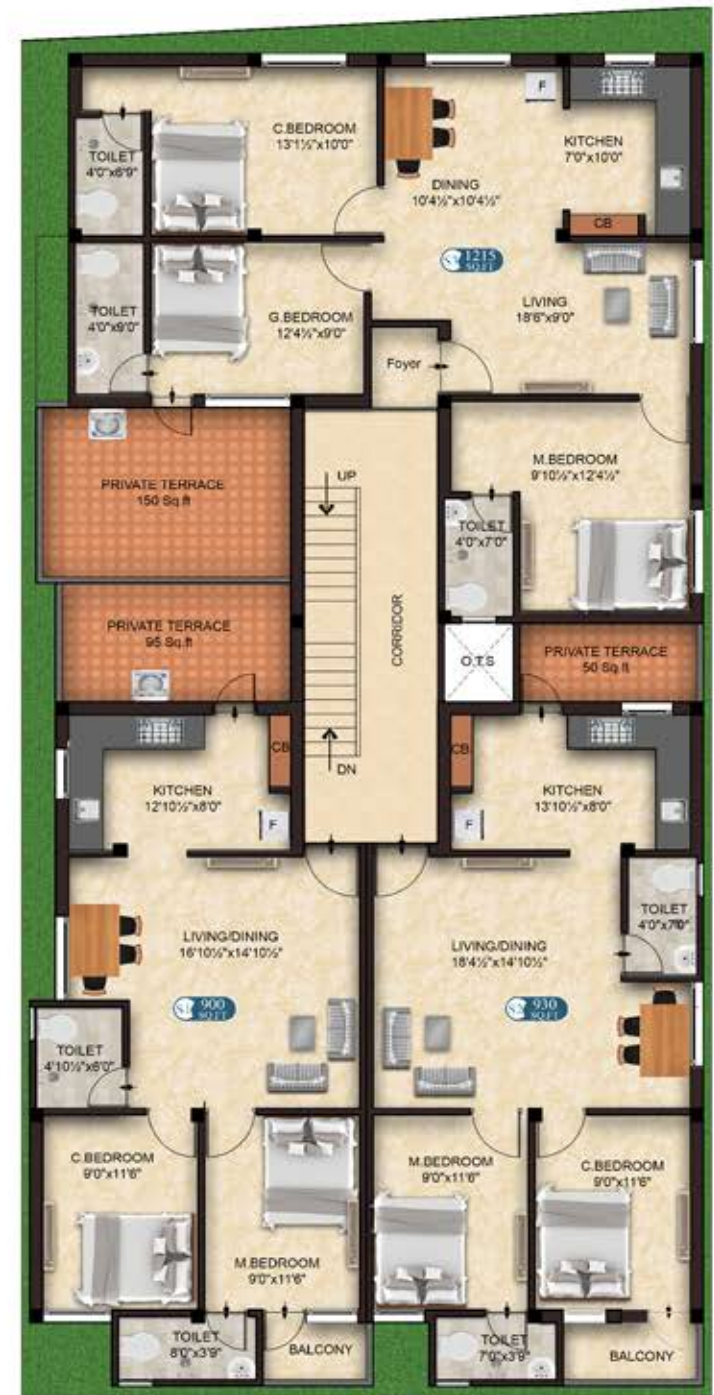 C.BEDROOM
13'1½"x10'0"
TOILET
4'0"x6'9"
DINING
10'4½"x10'4½"
F
KITCHEN
7'0"x10'0"
CB
1215
SQ.FT
TOILET
4'0"x9'0"
G.BEDROOM
12'4½"x9'0"
LIVING
18'6"x9'0"
Foyer
PRIVATE TERRACE
150 Sq.ft
UP
M.BEDROOM
9'10½"x12'4½"
TOILET
4'0"x7'0"
CORRIDOR
PRIVATE TERRACE
95 Sq.ft
O.T.S
PRIVATE TERRACE
50 Sq.ft
CB
DN
CB
KITCHEN
12'10½"x8'0"
F
KITCHEN
13'10½"x8'0"
F
TOILET
4'0"x7'0"
LIVING/DINING
16'10½"x14'10½"
LIVING/DINING
18'4½"x14'10½"
900
SQ.FT
930
SQ.FT
TOILET
4'10½"x6'0"
C.BEDROOM
9'0"x11'6"
M.BEDROOM
9'0"x11'6"
M.BEDROOM
9'0"x11'6"
C.BEDROOM
9'0"x11'6"
TOILET
8'0"x3'9"
BALCONY
TOILET
7'0"x3'9"
BALCONY